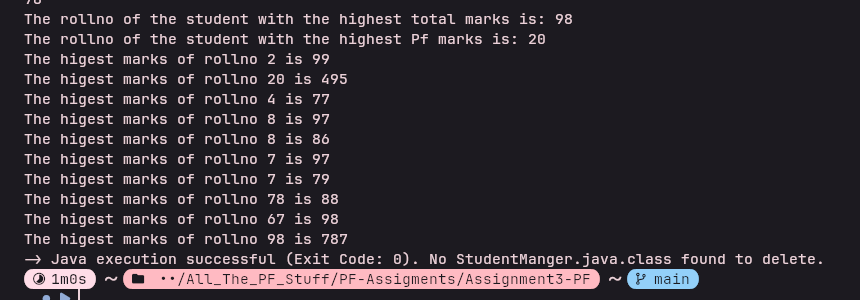 The rollno of the student with the highest total marks is: 98
The rollno of the student with the highest Pf marks is: 20
The higest marks of rollno 2 is 99
The higest marks of rollno 20 is 495
The higest marks of rollno 4 is 77
The higest marks of rollno 8 is 97
The higest marks of rollno 8 is 86
The higest marks of rollno 7 is 97
The higest marks of rollno 7 is 79
The higest marks of rollno 78 is 88
The higest marks of rollno 67 is 98
The higest marks of rollno 98 is 787
—> Java execution successful (Exit Code: 0). No StudentManger.java.class found to delete.
1m0s ~ ••/All_The_PF_Stuff/PF-Assigments/Assignment3-PF ~ main